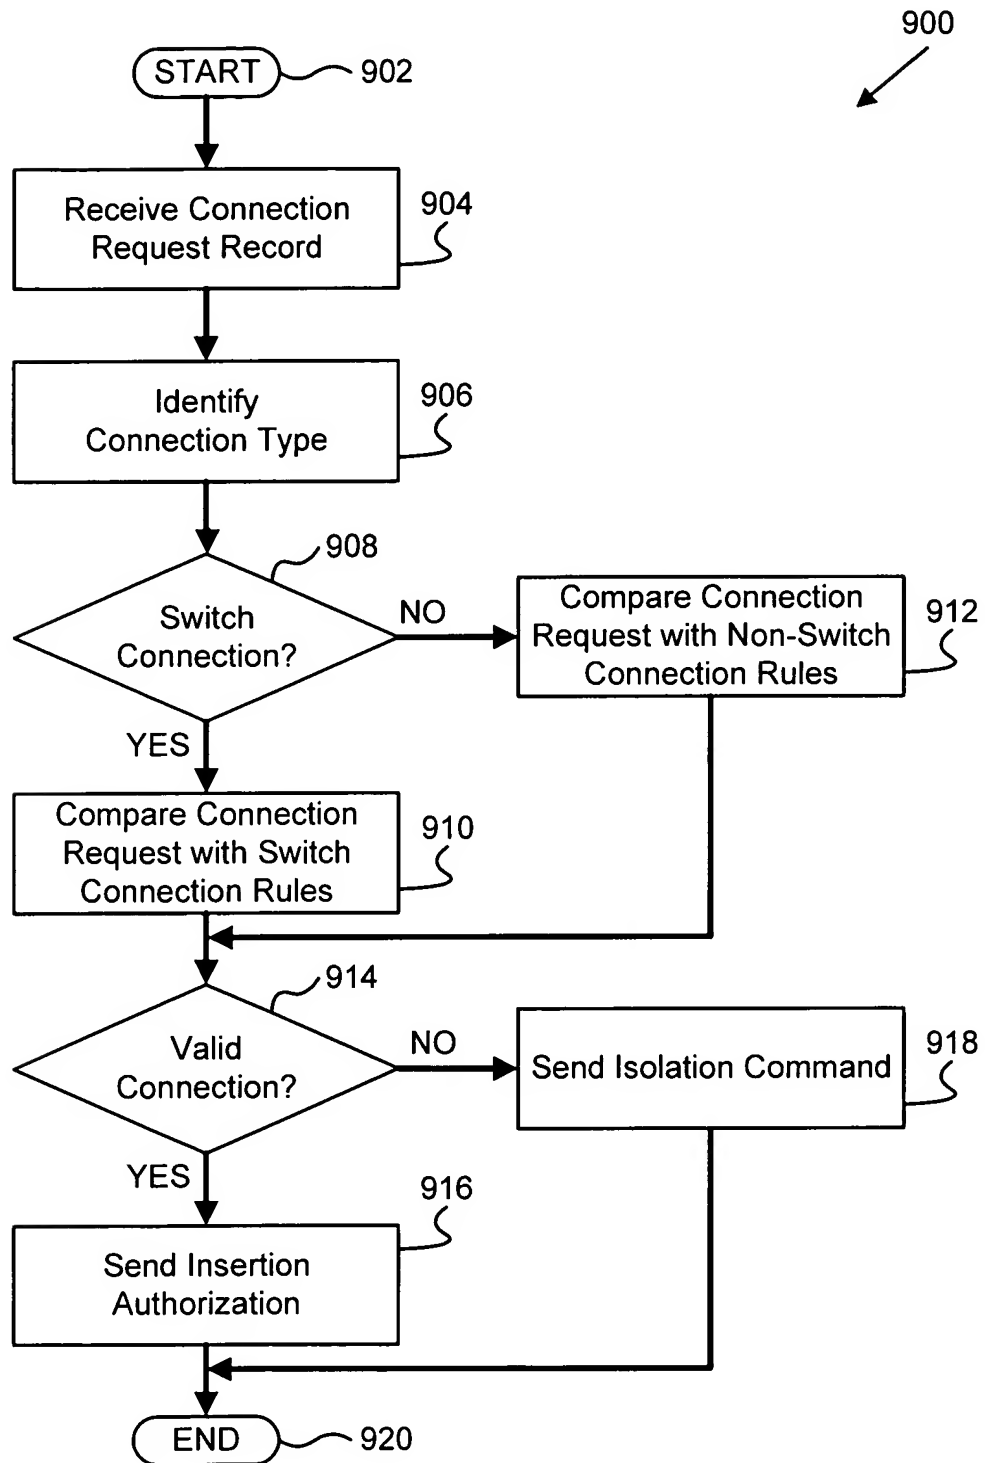 900
START
902
Receive Connection
Request Record
904
Identify
Connection Type
906
908
Switch
Connection?
NO
Compare Connection
Request with Non-Switch
Connection Rules
912
YES
Compare Connection
Request with Switch
Connection Rules
910
914
Valid
Connection?
NO
Send Isolation Command
918
YES
916
Send Insertion
Authorization
END
920